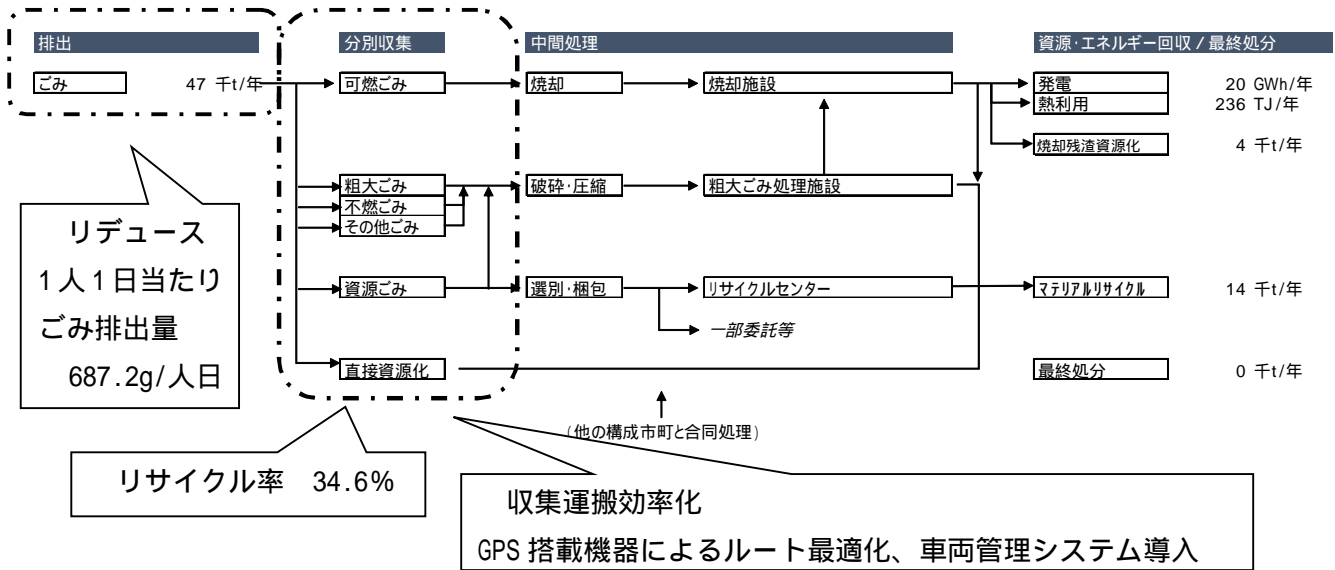 排出 分別収集 中間処理 資源・エネルギー回収 / 最終処分
ごみ 47 千t/年 可燃ごみ 焼却 焼却施設 発電 20 GWh/年
熱利用 236 TJ/年
焼却残渣資源化 4 千t/年
粗大ごみ 破砕・圧縮 粗大ごみ処理施設
不燃ごみ
その他ごみ
資源ごみ 選別・梱包 リサイクルセンター マテリアルリサイクル 14 千t/年
一部委託等
直接資源化 最終処分 0 千t/年
(他の構成市町と合同処理)
リデュース
1人1日当たり
ごみ排出量
687.2g/人日
リサイクル率 34.6%
収集運搬効率化
GPS 搭載機器によるルート最適化、車両管理システム導入